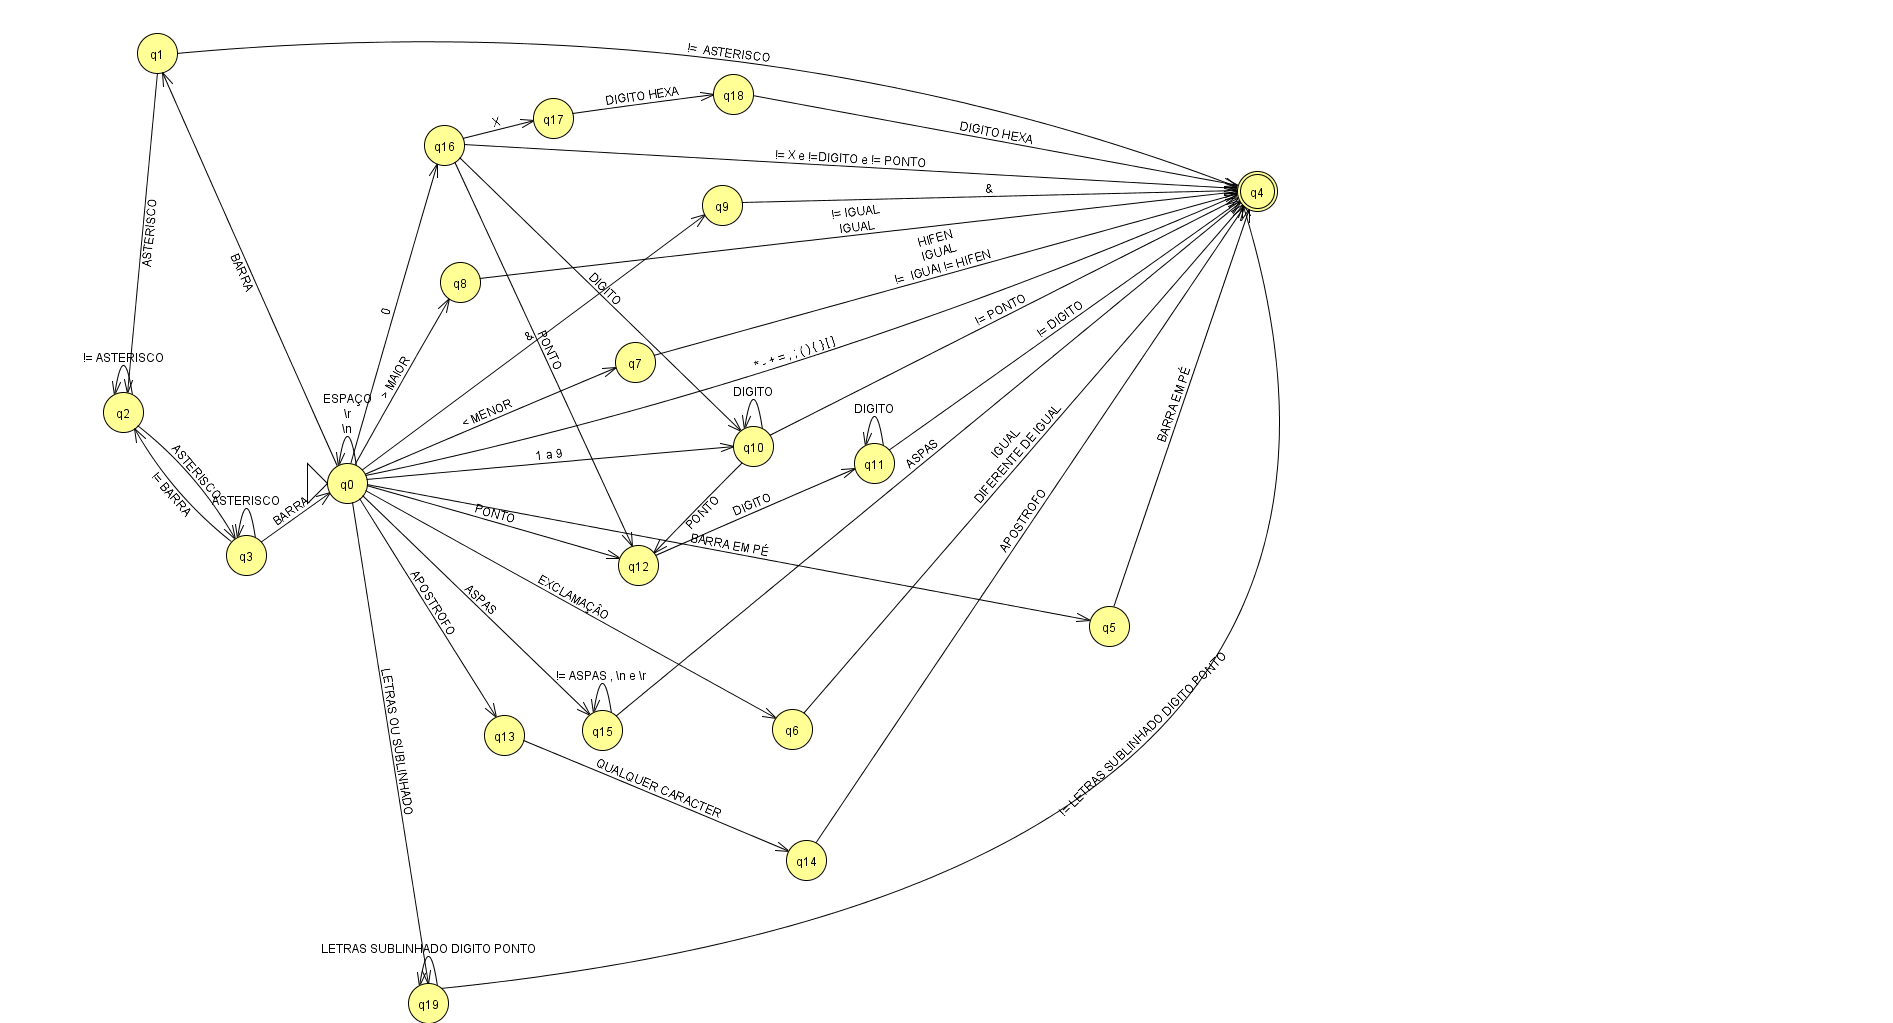 q1
!= ASTERISCO
q18
DIGITO HEXA
X
q17
DIGITO HEXA
q16
!= X e !=DIGITO e != PONTO
q4
&
q9
!= IGUAL
IGUAL
ASTERISCO
BARRA
HIFEN
IGUAL
!= IGUAl != HIFEN
q8
DIGITO
0
!= PONTO
!= DIGITO
&
PONTO
* - + = , ; ( ) { } [ ]
!= ASTERISCO
q7
> MAIOR
DIGITO
ESPAÇO
\r
\n
BARRA EM PÉ
DIGITO
q2
< MENOR
IGUAL
DIFERENTE DE IGUAL
q10
1 a 9
ASPAS
q11
ASTERISCO
!= BARRA
q0
ASTERISCO
BARRA
PONTO
PONTO
DIGITO
APOSTROFO
q3
BARRA EM PÉ
q12
APOSTROFO
ASPAS
EXCLAMAÇÃO
q5
!= ASPAS , \n e \r
!= LETRAS SUBLINHADO DIGITO PONTO
LETRAS OU SUBLINHADO
q13
q15
q6
QUALQUER CARACTER
q14
LETRAS SUBLINHADO DIGITO PONTO
q19